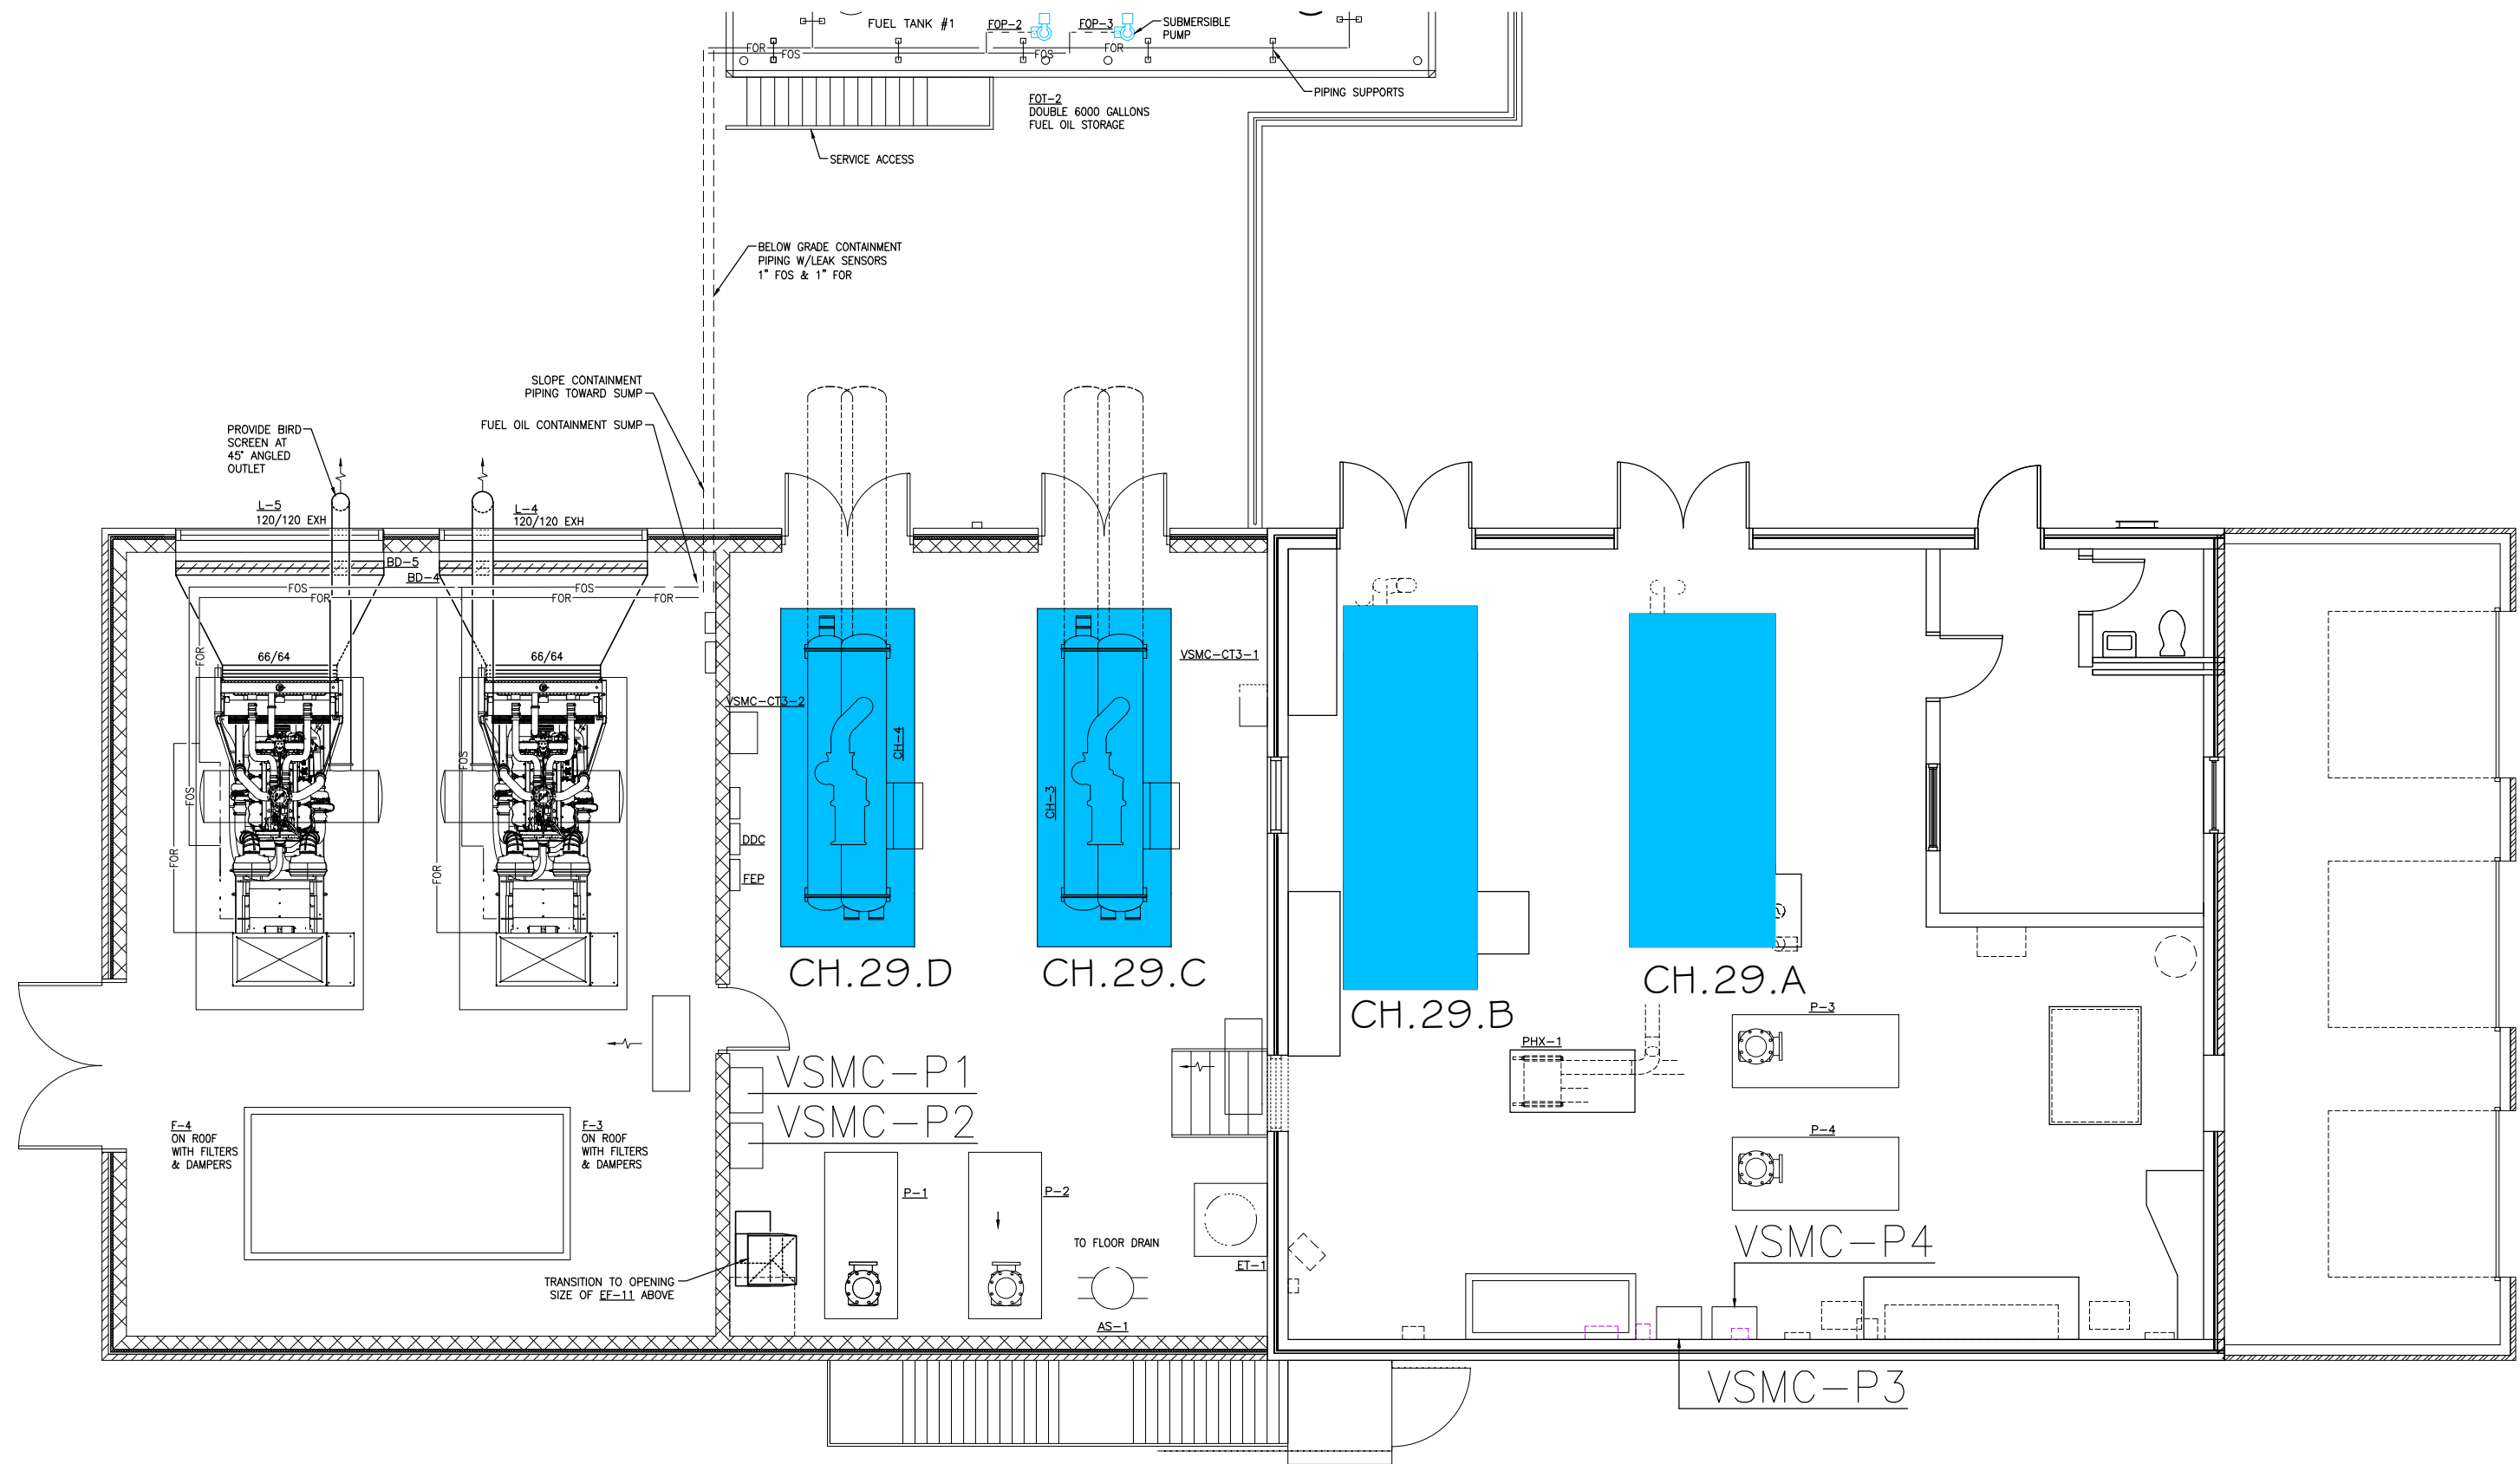 FUEL TANK #1
FOP-2
FOP-3
SUBMERSIBLE
PUMP
FOR
FOS
FOS
FOR
PIPING SUPPORTS
FOT-2
DOUBLE 6000 GALLONS
FUEL OIL STORAGE
SERVICE ACCESS
BELOW GRADE CONTAINMENT
PIPING W/LEAK SENSORS
1" FOS & 1" FOR
SLOPE CONTAINMENT
PIPING TOWARD SUMP
FUEL OIL CONTAINMENT SUMP
PROVIDE BIRD
SCREEN AT
45° ANGLED
OUTLET
L-5
120/120 EXH
L-4
120/120 EXH
BD-5
BD-4
FOS
FOR
FOS
FOR
FOR
66/64
66/64
FOR
FOS
FOR
FOS
FOR
VSMC-CT3-1
VSMC-CT3-2
CH-4
CH-3
DDC
FEP
CH.29.D
CH.29.C
CH.29.B
CH.29.A
P-3
PHX-1
VSMC-P1
VSMC-P2
F-4
ON ROOF
WITH FILTERS
& DAMPERS
F-3
ON ROOF
WITH FILTERS
& DAMPERS
P-4
P-1
P-2
TO FLOOR DRAIN
VSMC-P4
ET-1
TRANSITION TO OPENING
SIZE OF EF-11 ABOVE
AS-1
VSMC-P3